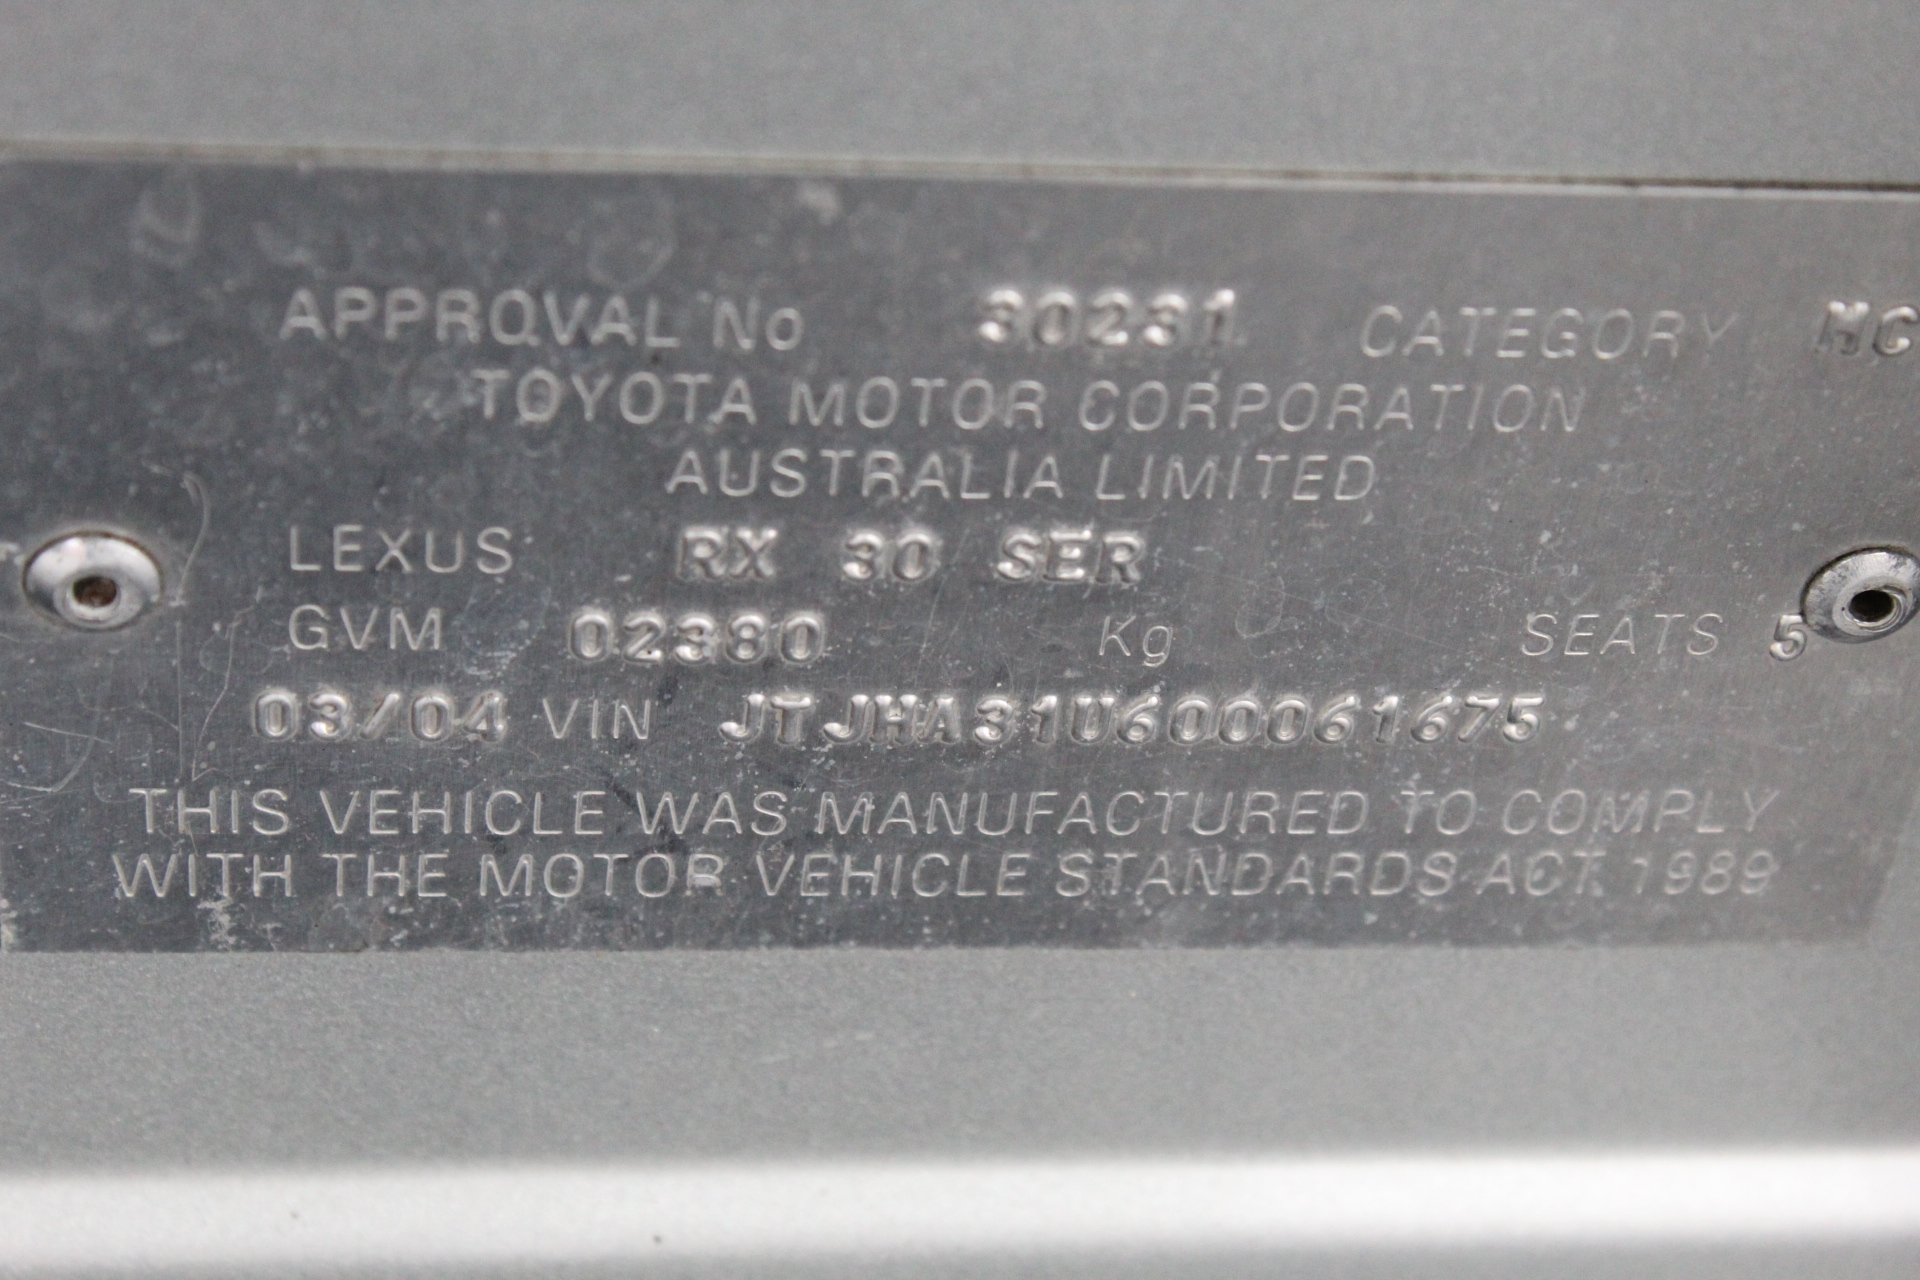 APPROVAL No 30231 CATEGORY MC
TOYOTA MOTOR CORPORATION
AUSTRALIA LIMITED
LEXUS RX 30 SER
GVM 02380 Kg SEATS 5
03/04 VIN JTJHA31U600061675
THIS VEHICLE WAS MANUFACTURED TO COMPLY
WITH THE MOTOR VEHICLE STANDARDS ACT 1989